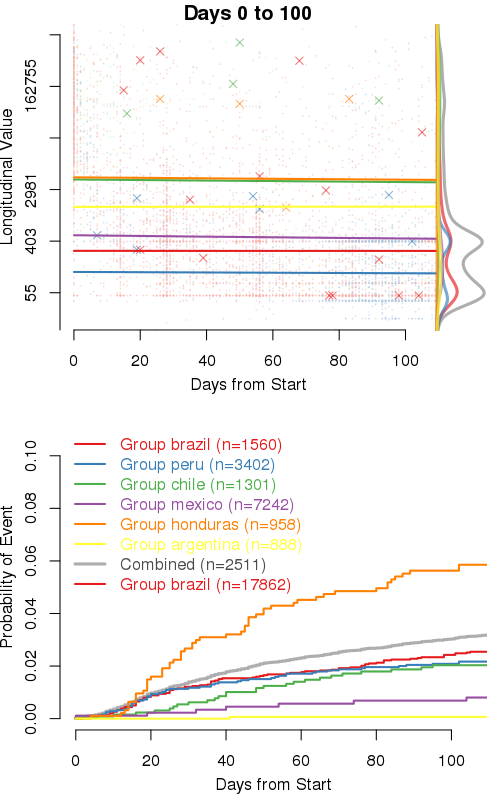 Days 0 to 100
Longitudinal Value
162755
2981
403
55
0 20 40 60 80 100
Days from Start
Probability of Event
0.10
0.08
0.06
0.04
0.02
0.00
Group brazil (n=1560)
Group peru (n=3402)
Group chile (n=1301)
Group mexico (n=7242)
Group honduras (n=958)
Group argentina (n=888)
Combined (n=2511)
Group brazil (n=17862)
0 20 40 60 80 100
Days from Start